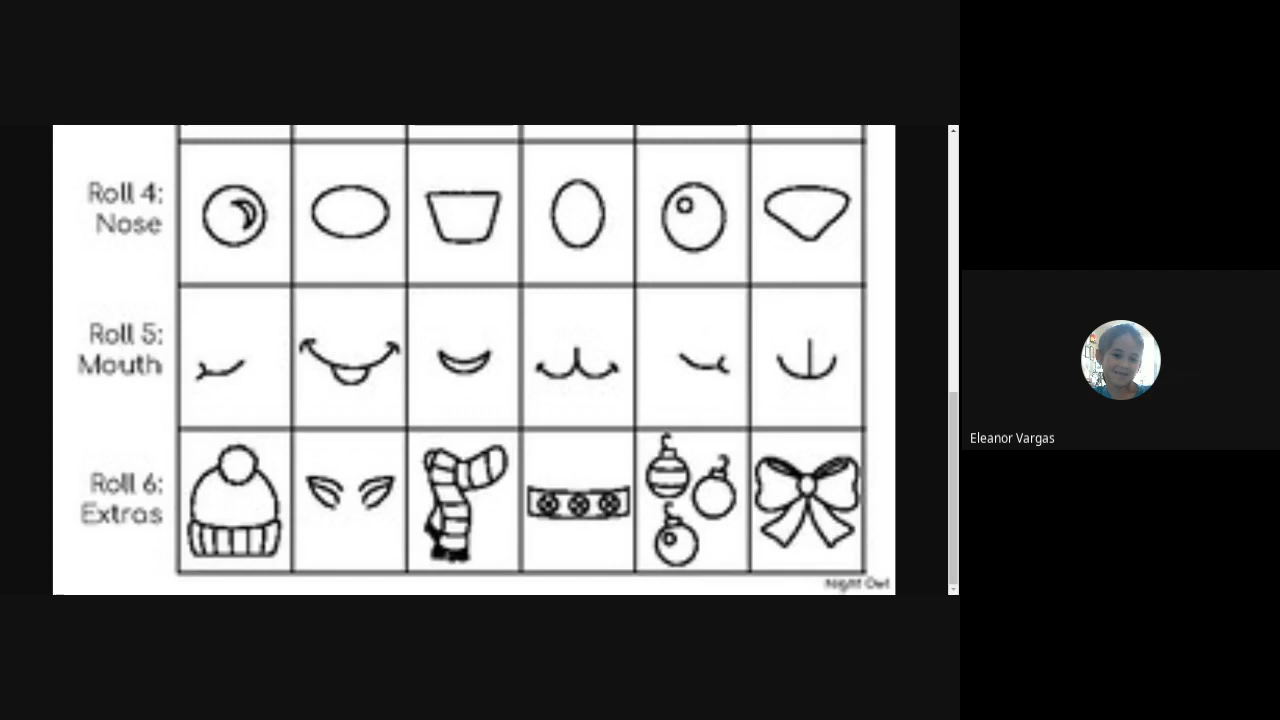 Roll 4:
Nose
Roll 5:
Mouth
Roll 6:
Extras
Night Owl
Eleanor Vargas